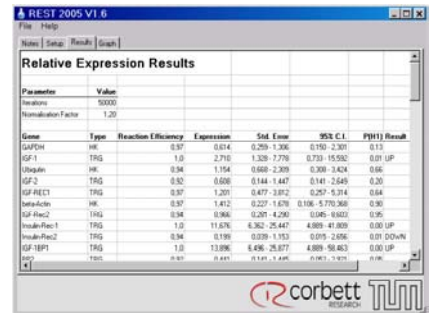 REST 2005 V1.6
File Help
Notes Setup Results Graph
Relative Expression Results
Parameter Value
Iterations 50000
Normalisation Factor 1.20
Gene Type Reaction Efficiency Expression Std. Error 95% C.I. P(H1) Result
GAPDH HK 0,97 0,614 0,259 - 1,306 0,150 - 2,301 0.13
IGF-1 TRG 1,0 2,710 1,328 - 7,778 0,733 - 15,592 0,01 UP
Ubiquitin HK 0,94 1,154 0,668 - 2,309 0,308 - 3,424 0,66
IGF-2 TRG 0,92 0,608 0,144 - 1,447 0,141 - 2,649 0,20
IGF-REC1 TRG 0,97 1,201 0,477 - 3,812 0,257 - 5,314 0,64
beta-Actin HK 0,97 1,412 0,227 - 1,678 0,106 - 5.770,368 0,90
IGF-Rec2 TRG 0,94 0,966 0,281 - 4,290 0,045 - 8,603 0,95
Insulin-Rec-1 TRG 1,0 11,676 6,362 - 25,447 4,889 - 41,809 0,00 UP
Insulin-Rec2 TRG 0,94 0,199 0,039 - 1,153 0,015 - 2,656 0,01 DOWN
IGF-1BP1 TRG 1,0 13,896 6,496 - 25,877 4,889 - 58,463 0,00 UP
TRG
corbett
RESEARCH
TUM